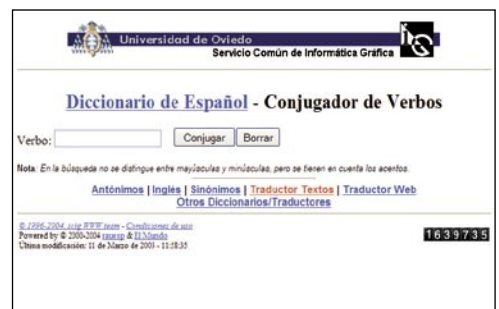 Universidad de Oviedo
Servicio Común de Informática Gráfica
Diccionario de Español - Conjugador de Verbos
Verbo: Conjugar Borrar
Nota: En la búsqueda no se distingue entre mayúsculas y minúsculas, pero se tienen en cuenta los acentos.
Antónimos | Inglés | Sinónimos | Traductor Textos | Traductor Web
Otros Diccionarios/Traductores
© 1996-2004, scig WWW team - Condiciones de uso
Powered by © 2000-2004 & El Mundo
Última modificación: 11 de Marzo de 2003 - 11:58:35
1639735